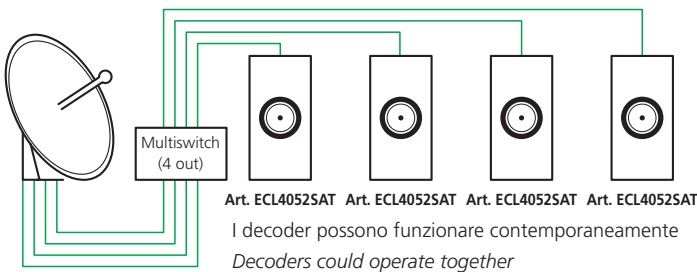 Multiswitch
(4 out)
Art. ECL4052SAT Art. ECL4052SAT Art. ECL4052SAT Art. ECL4052SAT
I decoder possono funzionare contemporaneamente
Decoders could operate together